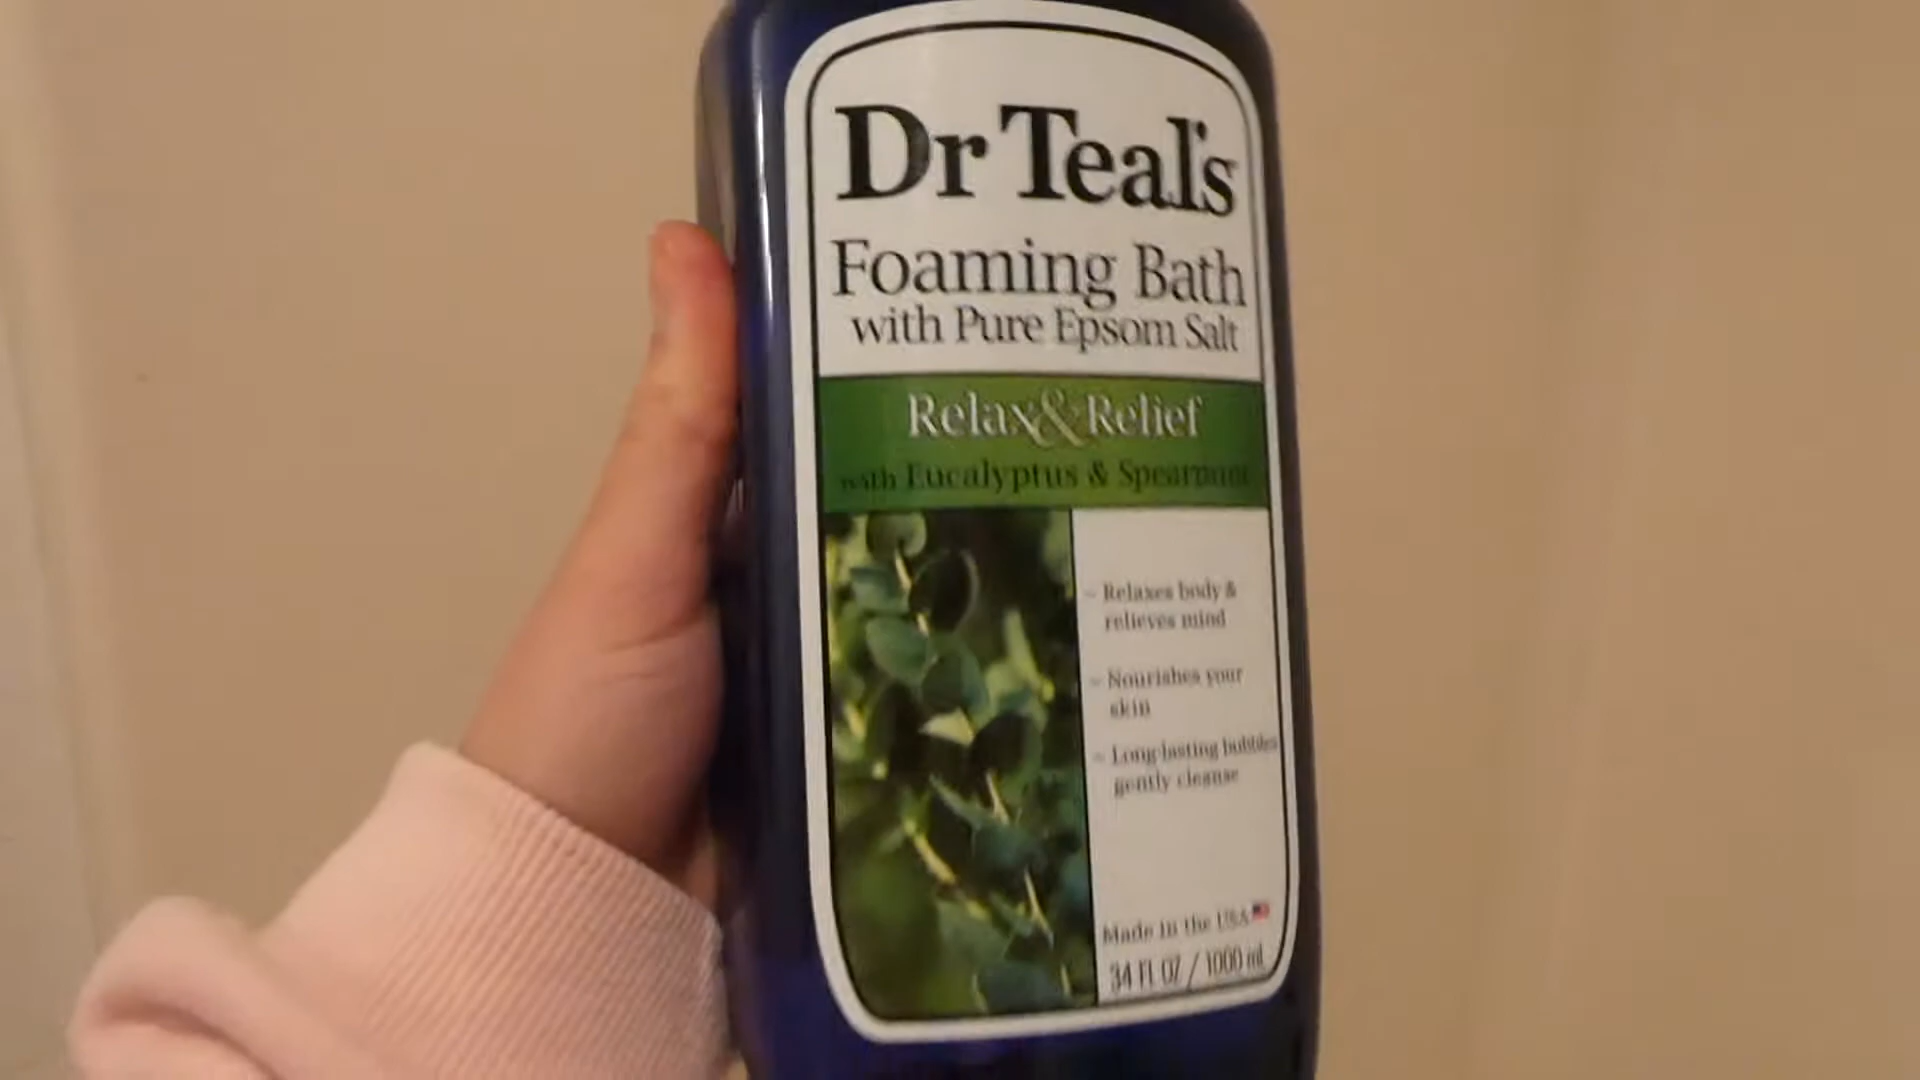 Dr Teal's
Foaming Bath
with Pure Epsom Salt
Relax & Relief
with Eucalyptus & Spearmint
- Relaxes body &
relieves mind
- Nourishes your
skin
- Long-lasting bubbles
gently cleanse
Made in the USA
34 FL OZ / 1000 ml